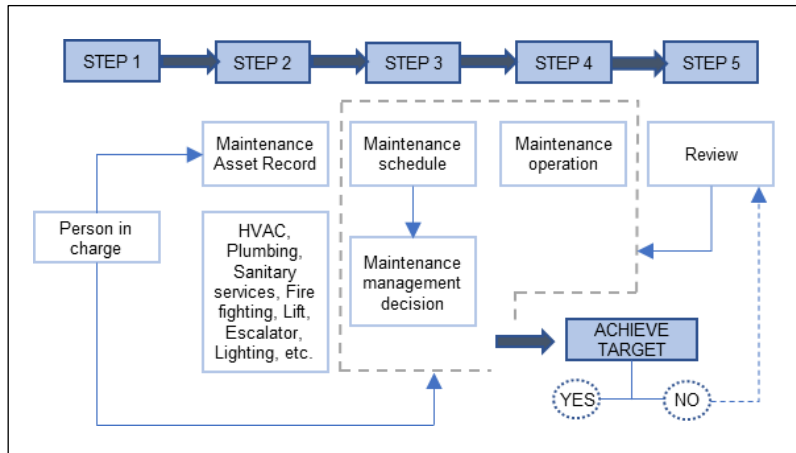 STEP 1
STEP 2
STEP 3
STEP 4
STEP 5
Maintenance
Asset Record
Maintenance
schedule
Maintenance
operation
Review
Person in
charge
HVAC,
Plumbing,
Sanitary
services, Fire
fighting, Lift,
Escalator,
Lighting, etc.
Maintenance
management
decision
ACHIEVE
TARGET
YES
NO